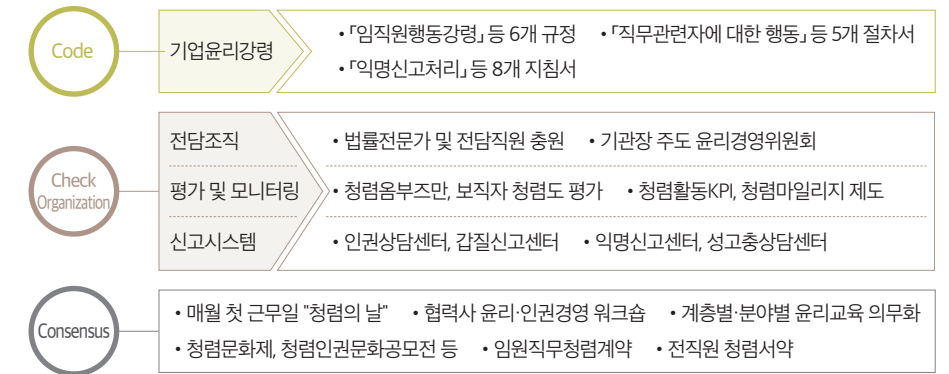 Code
기업윤리강령
• 「임직원행동강령」 등 6개 규정 • 「직무관련자에 대한 행동」 등 5개 절차서
• 「익명신고처리」 등 8개 지침서
Check
Organization
전담조직
• 법률전문가 및 전담직원 충원 • 기관장 주도 윤리경영위원회
평가 및 모니터링
• 청렴옴부즈만, 보직자 청렴도 평가 • 청렴활동KPI, 청렴마일리지 제도
신고시스템
• 인권상담센터, 갑질신고센터 • 익명신고센터, 성고충상담센터
Consensus
• 매월 첫 근무일 "청렴의 날" • 협력사 윤리·인권경영 워크숍 • 계층별·분야별 윤리교육 의무화
• 청렴문화제, 청렴인권문화공모전 등 • 임원직무청렴계약 • 전직원 청렴서약